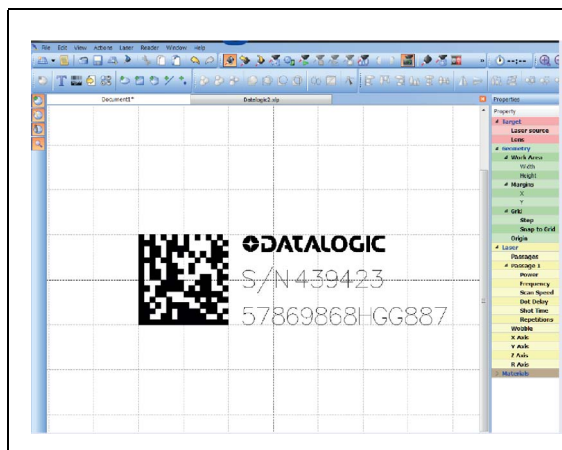 File Edit View Actions Laser Reader Window Help
Document1*
Datalogic2.xlp
Properties
Property
Target
Laser source
Lens
Geometry
Work Area
Width
Height
Margins
X
Y
Grid
Step
Snap to Grid
Origin
Laser
Passages
Passage 1
Power
Frequency
Scan Speed
Dot Delay
Shot Time
Repetitions
Wobble
X Axis
Y Axis
Z Axis
R Axis
Materials
DATALOGIC
S/N 439423
57869868HGG887